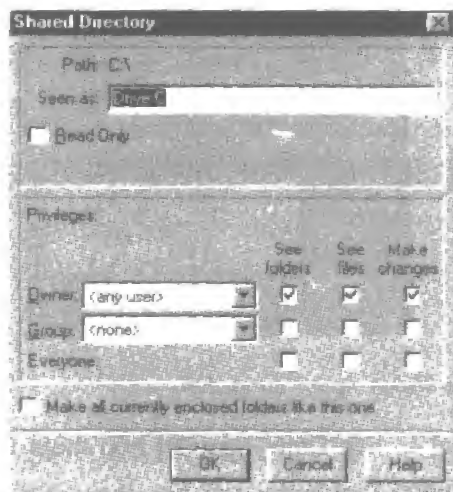 Shared Directory
Path: C:\
Seen as: Drive C
Read Only
Privileges:
See folders
See files
Make changes
Owner: <any user>
Group: <none>
Everyone:
Make all currently enclosed folders like this one
OK
Cancel
Help